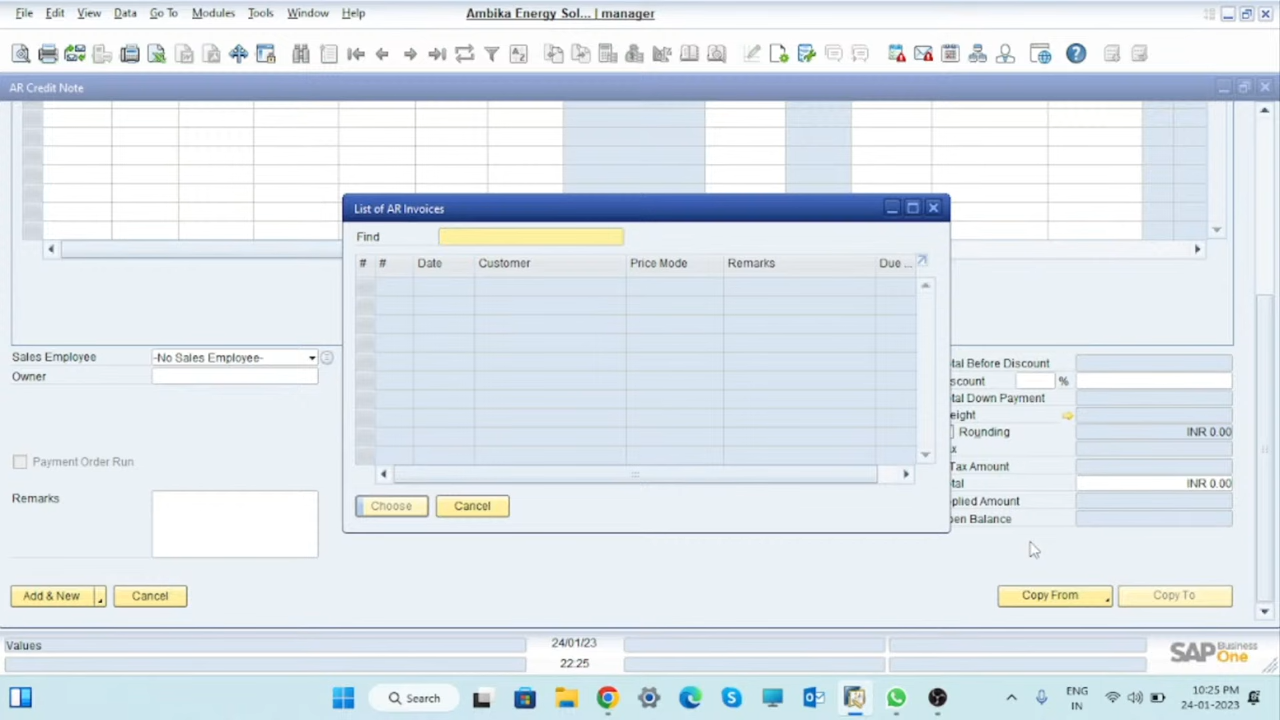 File Edit View Data Go To Modules Tools Window Help Ambika Energy Sol... | manager
AR Credit Note
List of AR Invoices
Find
# # Date Customer Price Mode Remarks Due ...
Sales Employee -No Sales Employee-
Owner
Payment Order Run
Remarks
tal Before Discount
scount %
tal Down Payment
eight
Rounding INR 0.00
x
Tax Amount
tal INR 0.00
plied Amount
en Balance
Choose Cancel
Add & New Cancel Copy From Copy To
Values 24/01/23
22:25
SAP Business One
Search
ENG
IN
10:25 PM
24-01-2023